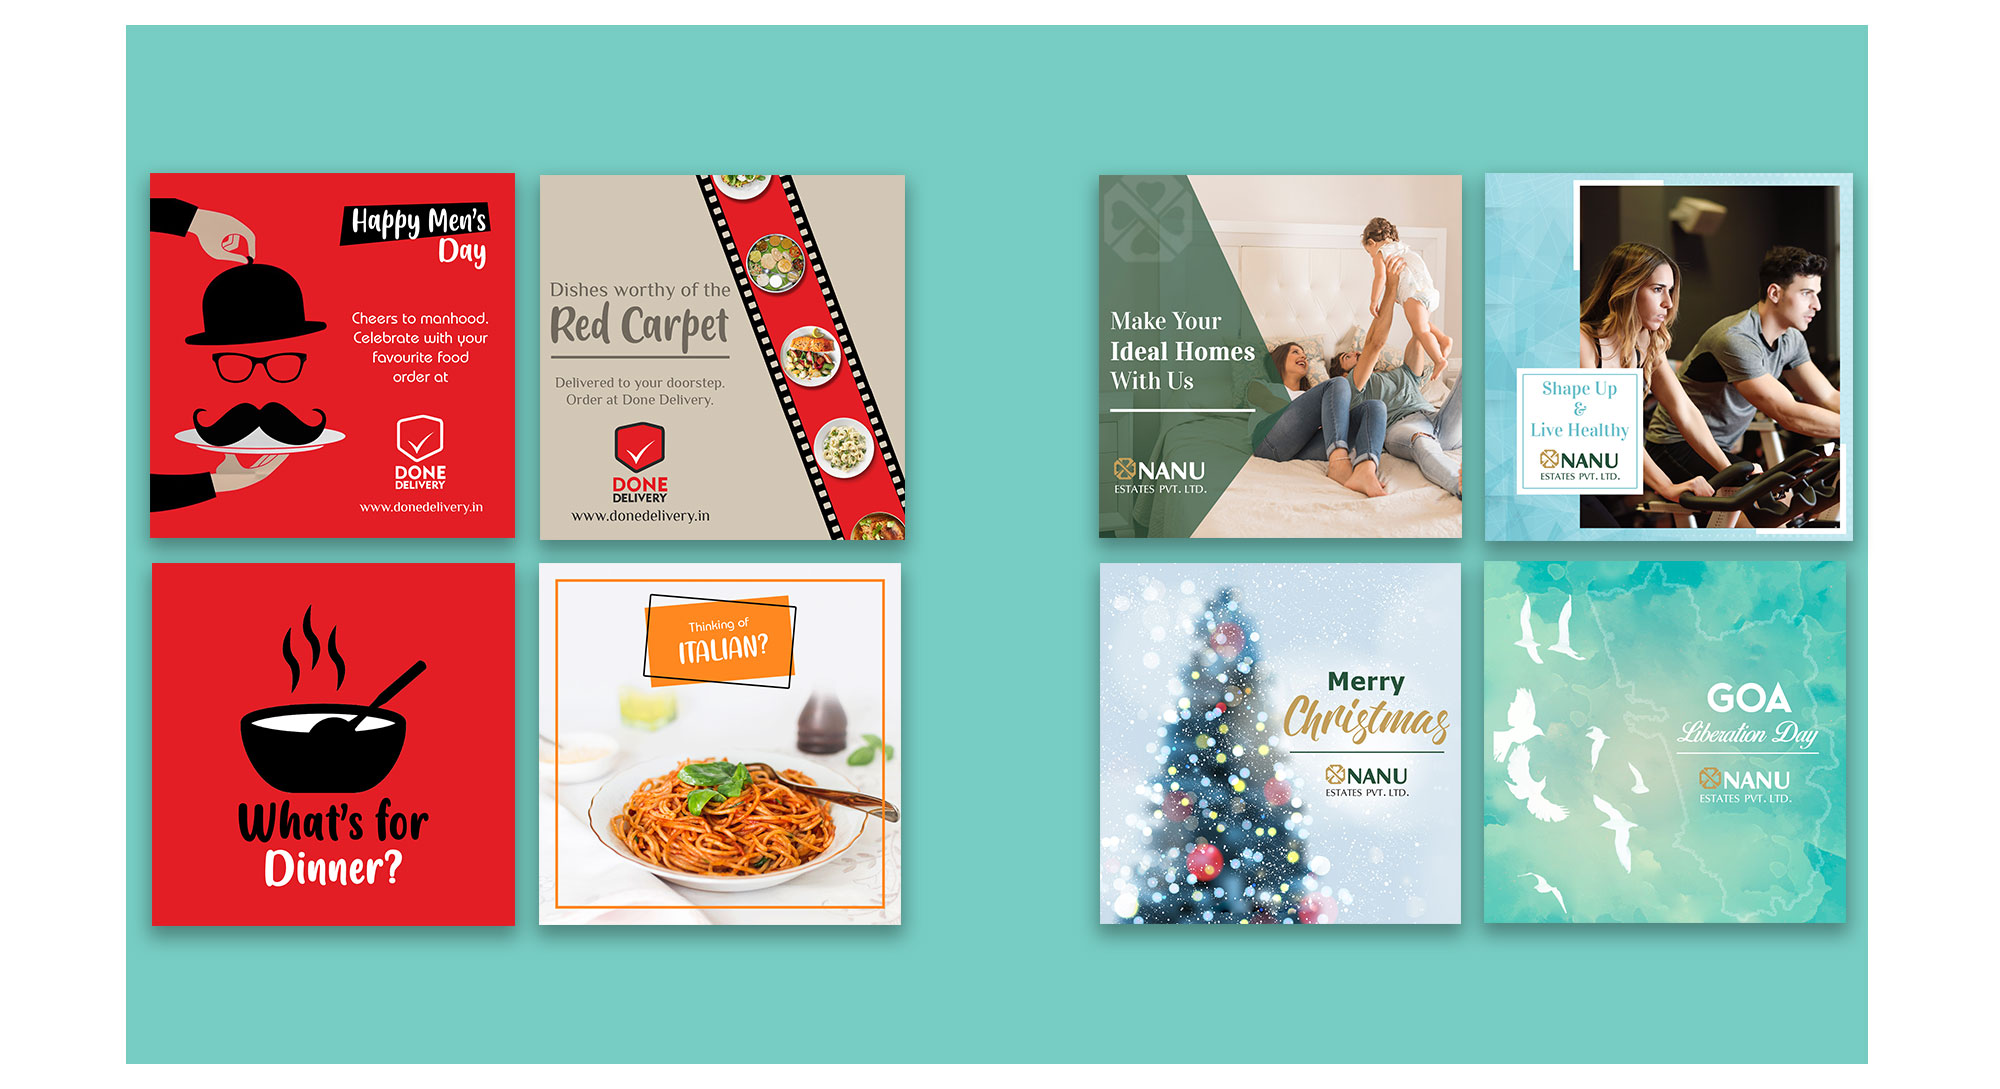 Happy Men's
Day
Cheers to manhood.
Celebrate with your
favourite food
order at
DONE
DELIVERY
www.donedelivery.in
Dishes worthy of the
Red Carpet
Delivered to your doorstep.
Order at Done Delivery.
DONE
DELIVERY
www.donedelivery.in
What's for
Dinner?
Thinking of
ITALIAN?
Make Your
Ideal Homes
With Us
NANU
ESTATES PVT. LTD.
Shape Up
&
Live Healthy
NANU
ESTATES PVT. LTD.
Merry
Christmas
NANU
ESTATES PVT. LTD.
GOA
Liberation Day
NANU
ESTATES PVT. LTD.